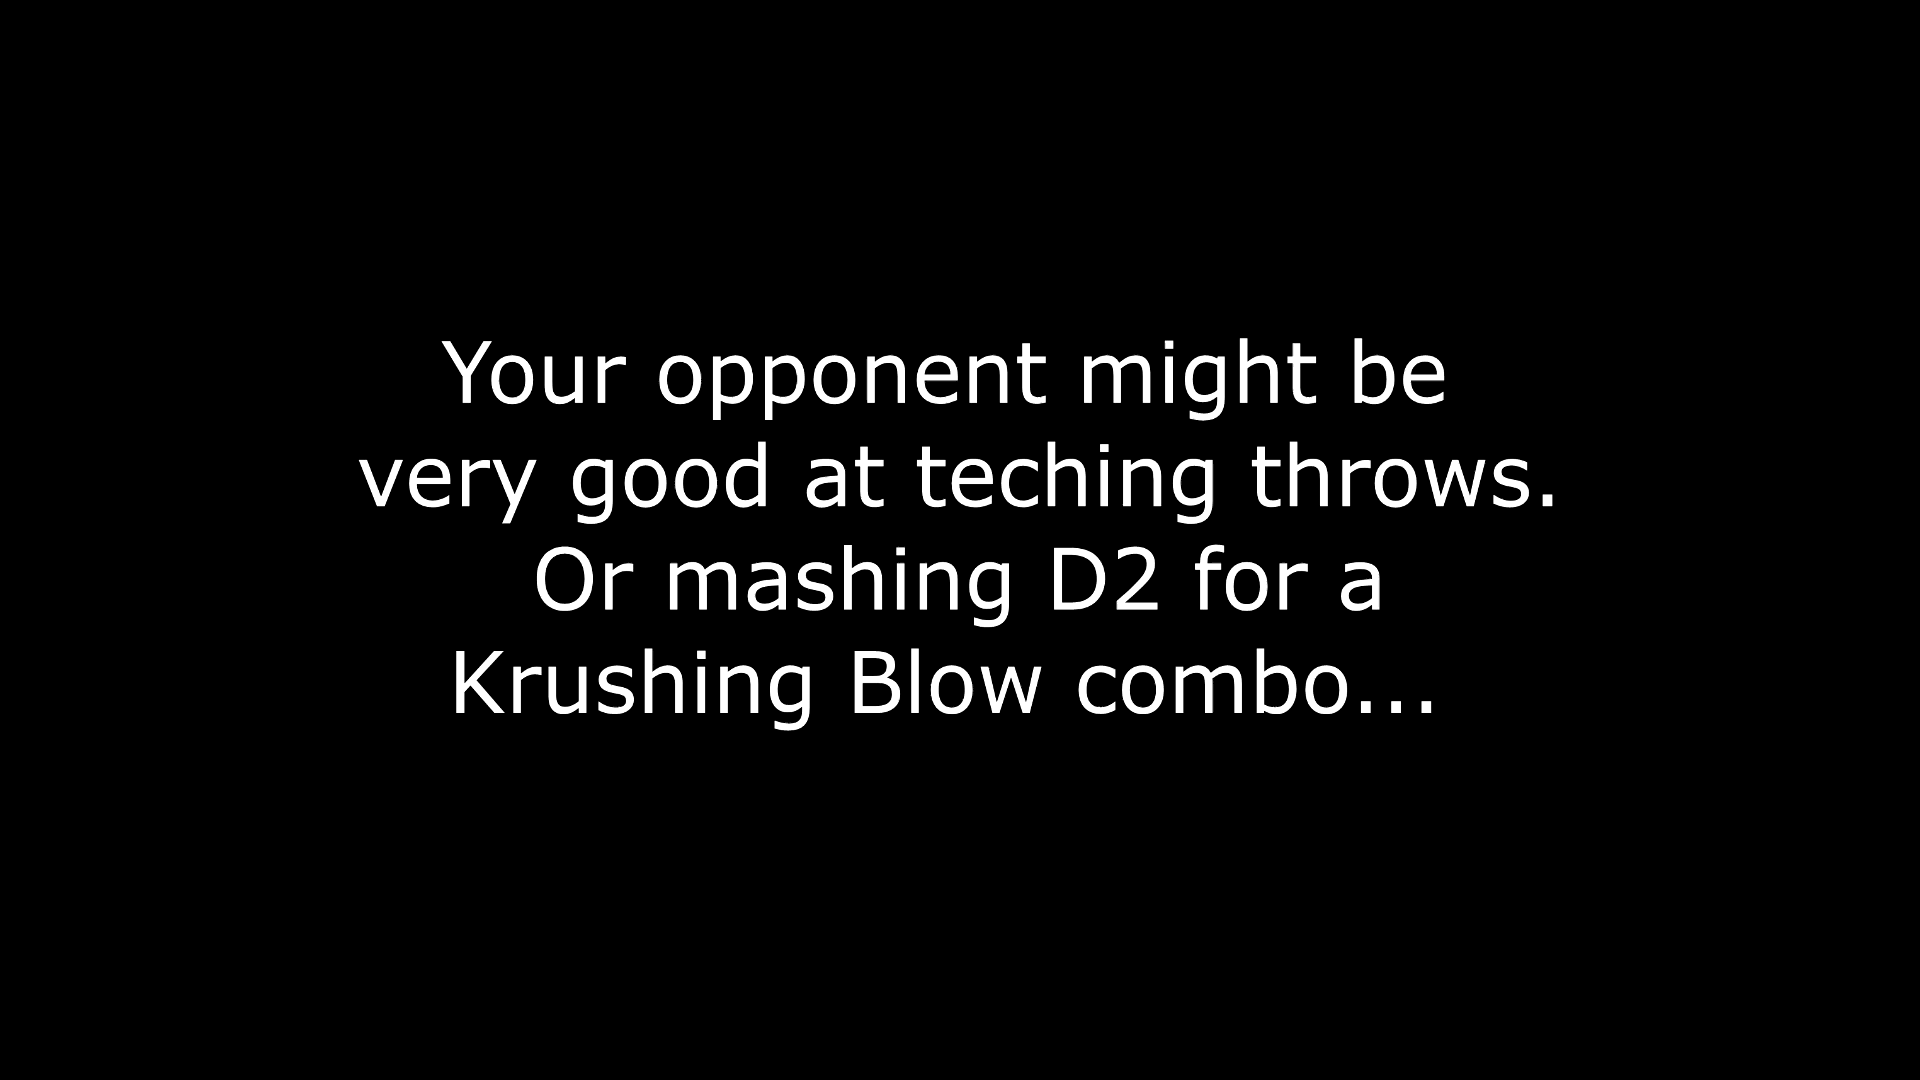 Your opponent might be
very good at teching throws.
Or mashing D2 for a
Krushing Blow combo...